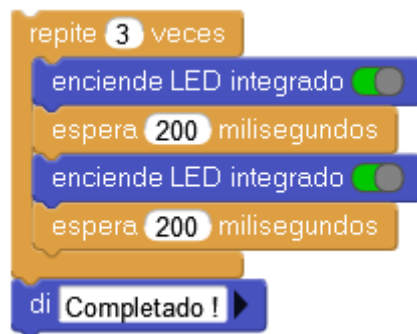 repite 3 veces
enciende LED integrado
espera 200 milisegundos
enciende LED integrado
espera 200 milisegundos
di Completado !